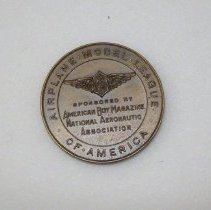 AIRPLANE MODEL LEAGUE
SPONSORED BY
AMERICAN BOY MAGAZINE
NATIONAL AERONAUTIC
ASSOCIATION
OF AMERICA